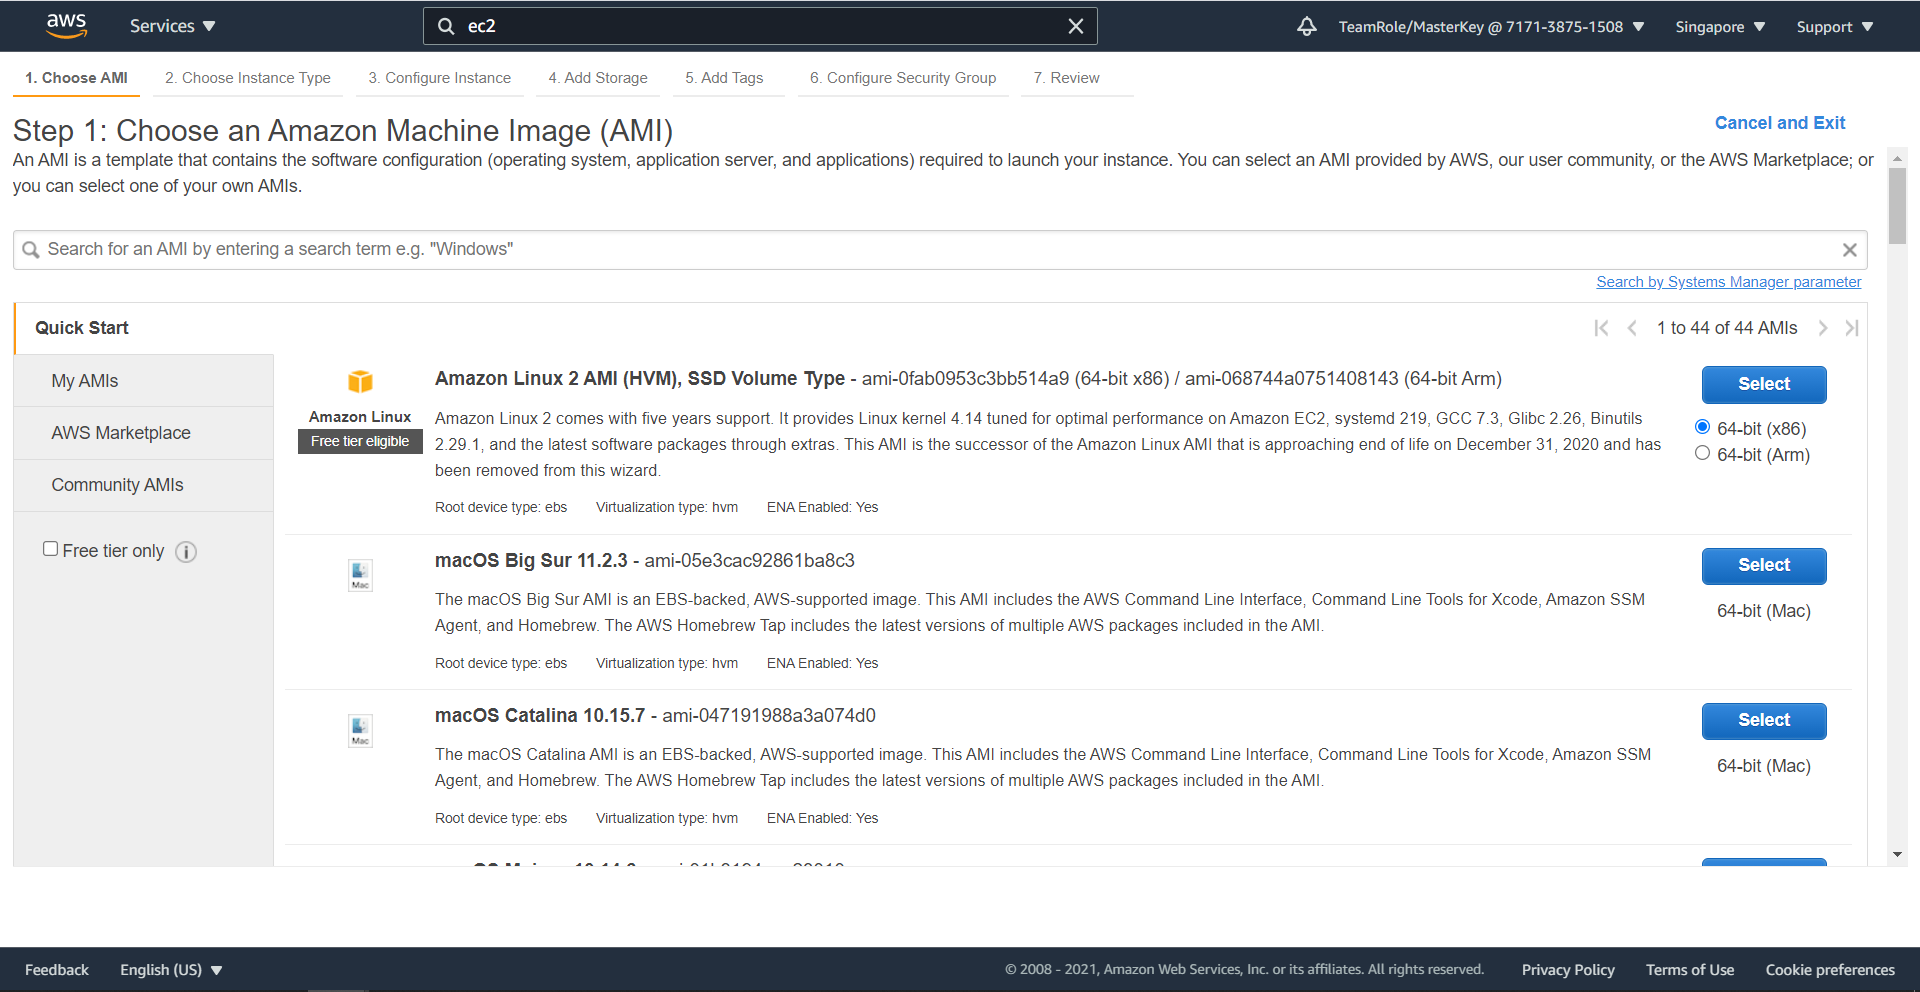 aws
Services
ec2
TeamRole/MasterKey @ 7171-3875-1508
Singapore
Support
1. Choose AMI
2. Choose Instance Type
3. Configure Instance
4. Add Storage
5. Add Tags
6. Configure Security Group
7. Review
Step 1: Choose an Amazon Machine Image (AMI)
Cancel and Exit
An AMI is a template that contains the software configuration (operating system, application server, and applications) required to launch your instance. You can select an AMI provided by AWS, our user community, or the AWS Marketplace; or
you can select one of your own AMIs.
Search for an AMI by entering a search term e.g. "Windows"
Search by Systems Manager parameter
Quick Start
1 to 44 of 44 AMIs
My AMIs
AWS Marketplace
Community AMIs
Free tier only
Amazon Linux
Free tier eligible
Amazon Linux 2 AMI (HVM), SSD Volume Type - ami-0fab0953c3bb514a9 (64-bit x86) / ami-068744a0751408143 (64-bit Arm)
Amazon Linux 2 comes with five years support. It provides Linux kernel 4.14 tuned for optimal performance on Amazon EC2, systemd 219, GCC 7.3, Glibc 2.26, Binutils
2.29.1, and the latest software packages through extras. This AMI is the successor of the Amazon Linux AMI that is approaching end of life on December 31, 2020 and has
been removed from this wizard.
Root device type: ebs Virtualization type: hvm ENA Enabled: Yes
Select
64-bit (x86)
64-bit (Arm)
Mac
macOS Big Sur 11.2.3 - ami-05e3cac92861ba8c3
The macOS Big Sur AMI is an EBS-backed, AWS-supported image. This AMI includes the AWS Command Line Interface, Command Line Tools for Xcode, Amazon SSM
Agent, and Homebrew. The AWS Homebrew Tap includes the latest versions of multiple AWS packages included in the AMI.
Root device type: ebs Virtualization type: hvm ENA Enabled: Yes
Select
64-bit (Mac)
Mac
macOS Catalina 10.15.7 - ami-047191988a3a074d0
The macOS Catalina AMI is an EBS-backed, AWS-supported image. This AMI includes the AWS Command Line Interface, Command Line Tools for Xcode, Amazon SSM
Agent, and Homebrew. The AWS Homebrew Tap includes the latest versions of multiple AWS packages included in the AMI.
Root device type: ebs Virtualization type: hvm ENA Enabled: Yes
Select
64-bit (Mac)
Feedback
English (US)
© 2008 - 2021, Amazon Web Services, Inc. or its affiliates. All rights reserved.
Privacy Policy
Terms of Use
Cookie preferences